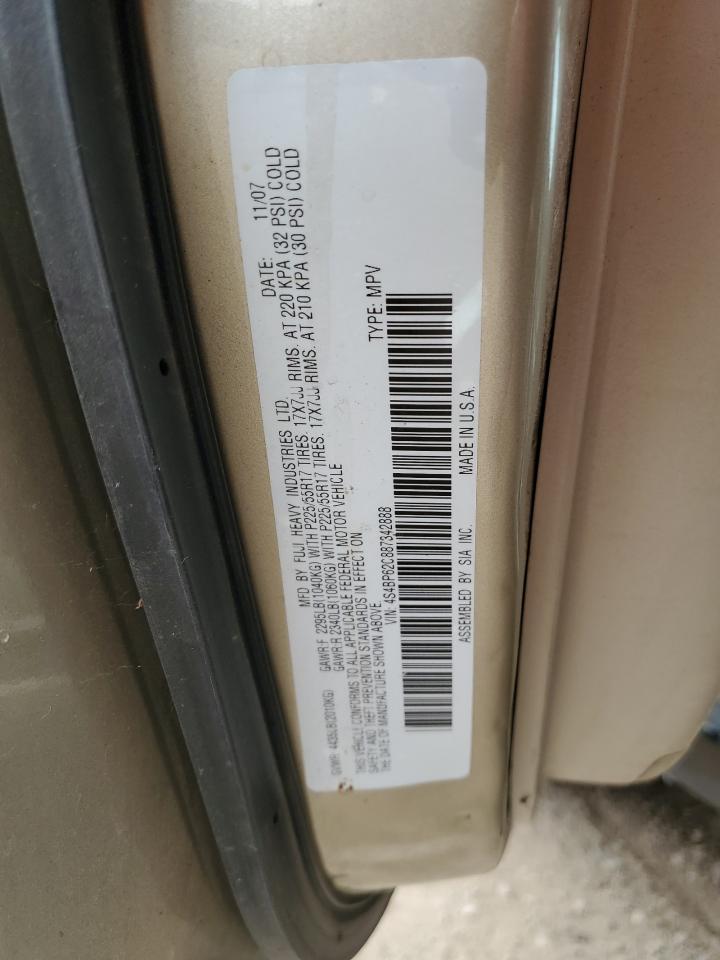 MFD BY FUJI HEAVY INDUSTRIES LTD. DATE: 11/07
GVWR: 4435LB(2010KG) GAWR:F 2295LB(1040KG) WITH P225/55R17 TIRES. 17X7JJ RIMS. AT 220 KPA (32 PSI) COLD
GAWR:R 2340LB(1060KG) WITH P225/55R17 TIRES. 17X7JJ RIMS. AT 210 KPA (30 PSI) COLD
THIS VEHICLE CONFORMS TO ALL APPLICABLE FEDERAL MOTOR VEHICLE
SAFETY AND THEFT PREVENTION STANDARDS IN EFFECT ON
THE DATE OF MANUFACTURE SHOWN ABOVE.
VIN: 4S4BP62C887342888 TYPE: MPV
ASSEMBLED BY SIA INC. MADE IN U.S.A.